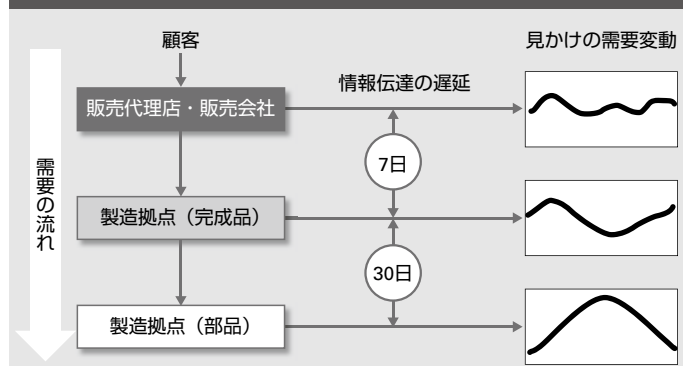 顧客
見かけの需要変動
情報伝達の遅延
販売代理店・販売会社
7日
需要の流れ
製造拠点（完成品）
30日
製造拠点（部品）